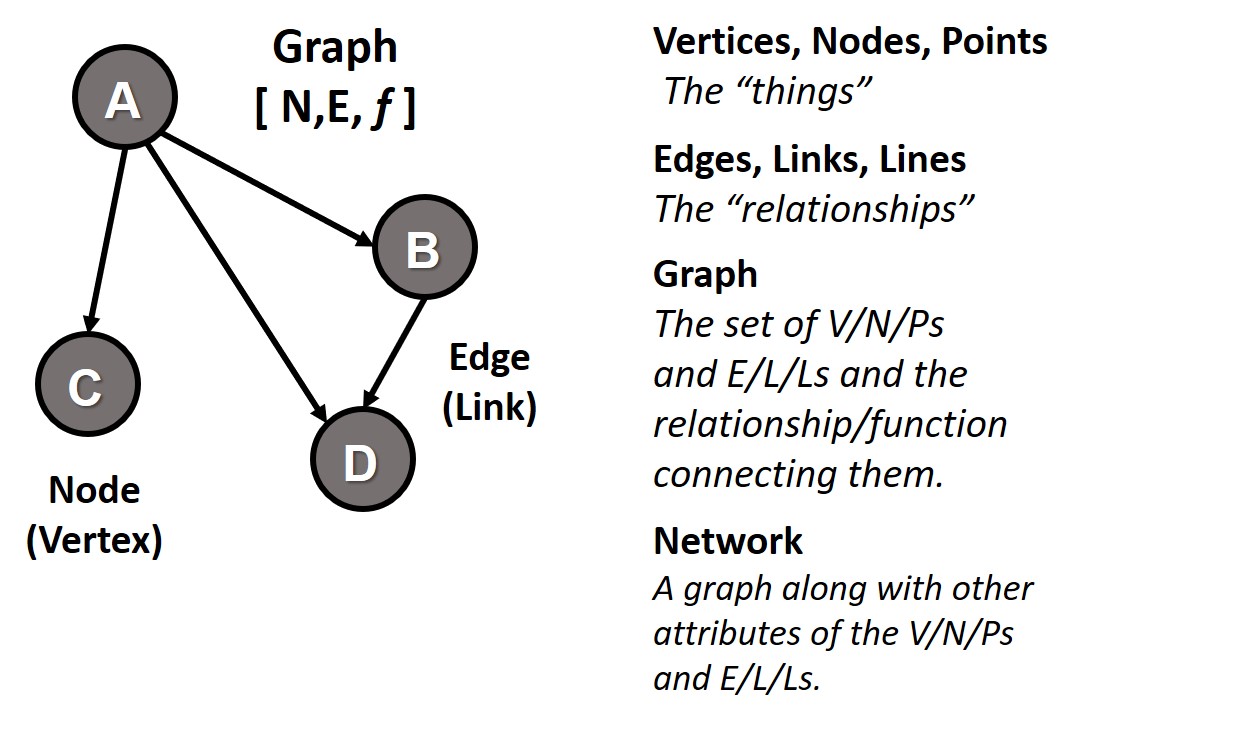 A
Graph
[ N,E, ƒ ]
B
Edge
(Link)
C
D
Node
(Vertex)
Vertices, Nodes, Points
The “things”
Edges, Links, Lines
The “relationships”
Graph
The set of V/N/Ps
and E/L/Ls and the
relationship/function
connecting them.
Network
A graph along with other
attributes of the V/N/Ps
and E/L/Ls.